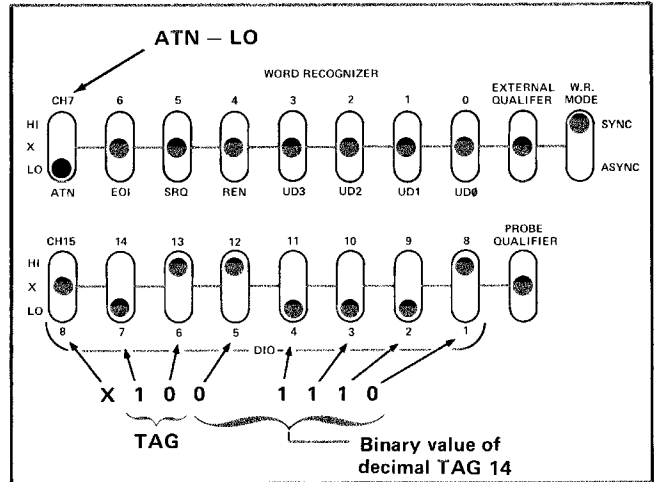 ATN – LO
WORD RECOGNIZER
EXTERNAL QUALIFER
W.R. MODE
CH7 6 5 4 3 2 1 0
HI
X
LO
SYNC
ASYNC
ATN EOI SRQ REN UD3 UD2 UD1 UDØ
CH15 14 13 12 11 10 9 8
PROBE QUALIFIER
HI
X
LO
8 7 6 5 4 3 2 1
DIO
X 1 0 0 1 1 1 0
TAG
Binary value of
decimal TAG 14